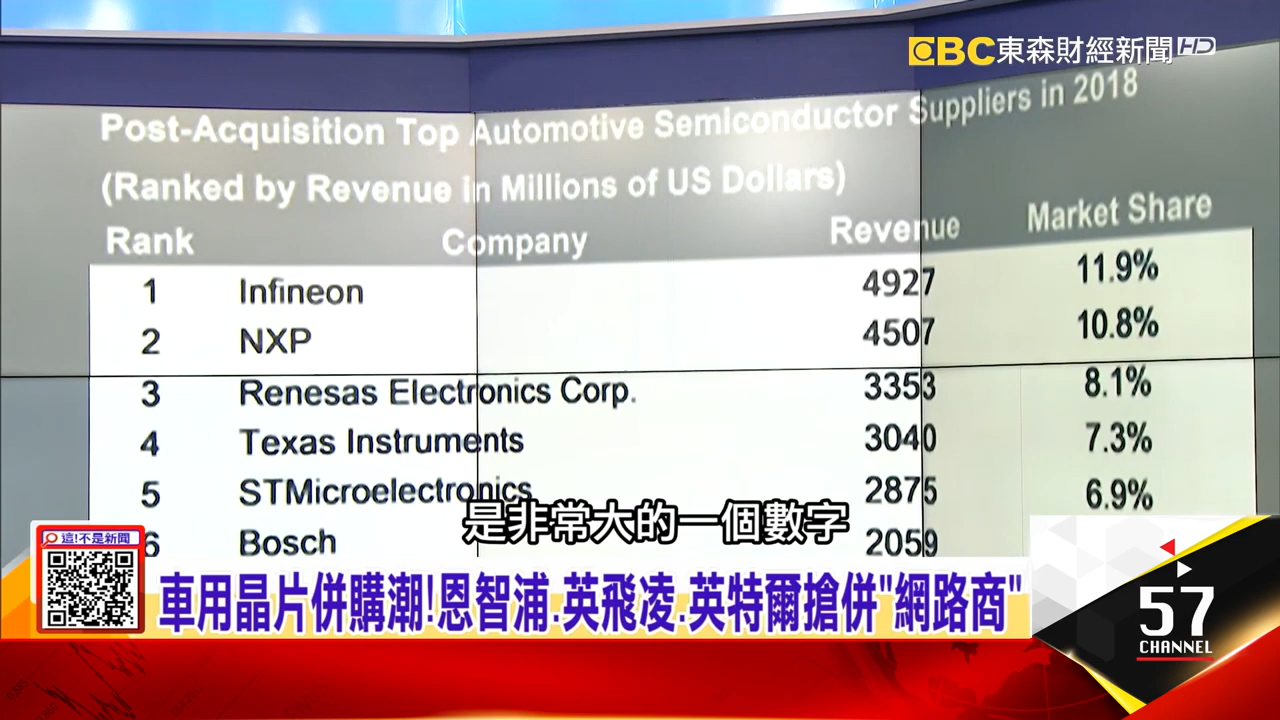 EBC 東森財經新聞 HD
Post-Acquisition Top Automotive Semiconductor Suppliers in 2018
(Ranked by Revenue in Millions of US Dollars)
Rank Company Revenue Market Share
1 Infineon 4927 11.9%
2 NXP 4507 10.8%
3 Renesas Electronics Corp. 3353 8.1%
4 Texas Instruments 3040 7.3%
5 STMicroelectronics 2875 6.9%
是非常大的一個數字
6 Bosch 2059
這!不是新聞
車用晶片併購潮!恩智浦.英飛凌.英特爾搶併"網路商"
57
CHANNEL